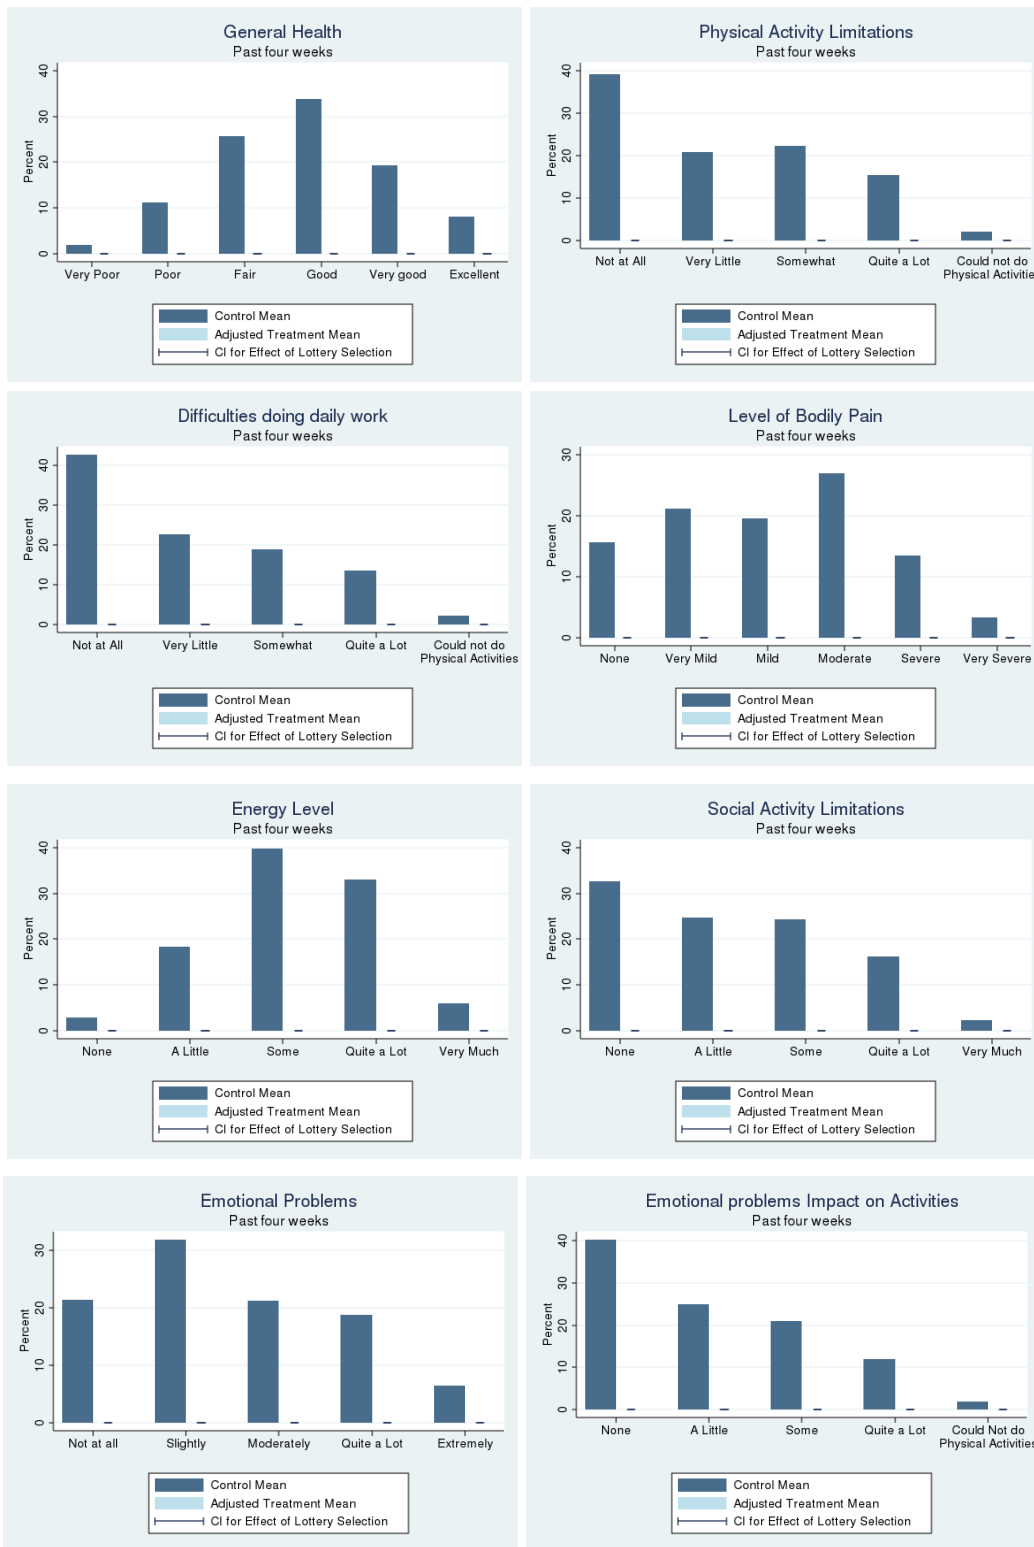 General Health
Past four weeks
Percent
40
30
20
10
0
Very Poor Poor Fair Good Very good Excellent
Control Mean
Adjusted Treatment Mean
CI for Effect of Lottery Selection
Physical Activity Limitations
Past four weeks
Percent
40
30
20
10
0
Not at All Very Little Somewhat Quite a Lot Could not do
Physical Activitie
Control Mean
Adjusted Treatment Mean
CI for Effect of Lottery Selection
Difficulties doing daily work
Past four weeks
Percent
40
30
20
10
0
Not at All Very Little Somewhat Quite a Lot Could not do
Physical Activities
Control Mean
Adjusted Treatment Mean
CI for Effect of Lottery Selection
Level of Bodily Pain
Past four weeks
Percent
30
20
10
0
None Very Mild Mild Moderate Severe Very Severe
Control Mean
Adjusted Treatment Mean
CI for Effect of Lottery Selection
Energy Level
Past four weeks
Percent
40
30
20
10
0
None A Little Some Quite a Lot Very Much
Control Mean
Adjusted Treatment Mean
CI for Effect of Lottery Selection
Social Activity Limitations
Past four weeks
Percent
40
30
20
10
0
None A Little Some Quite a Lot Very Much
Control Mean
Adjusted Treatment Mean
CI for Effect of Lottery Selection
Emotional Problems
Past four weeks
Percent
30
20
10
0
Not at all Slightly Moderately Quite a Lot Extremely
Control Mean
Adjusted Treatment Mean
CI for Effect of Lottery Selection
Emotional problems Impact on Activities
Past four weeks
Percent
40
30
20
10
0
None A Little Some Quite a Lot Could Not do
Physical Activities
Control Mean
Adjusted Treatment Mean
CI for Effect of Lottery Selection